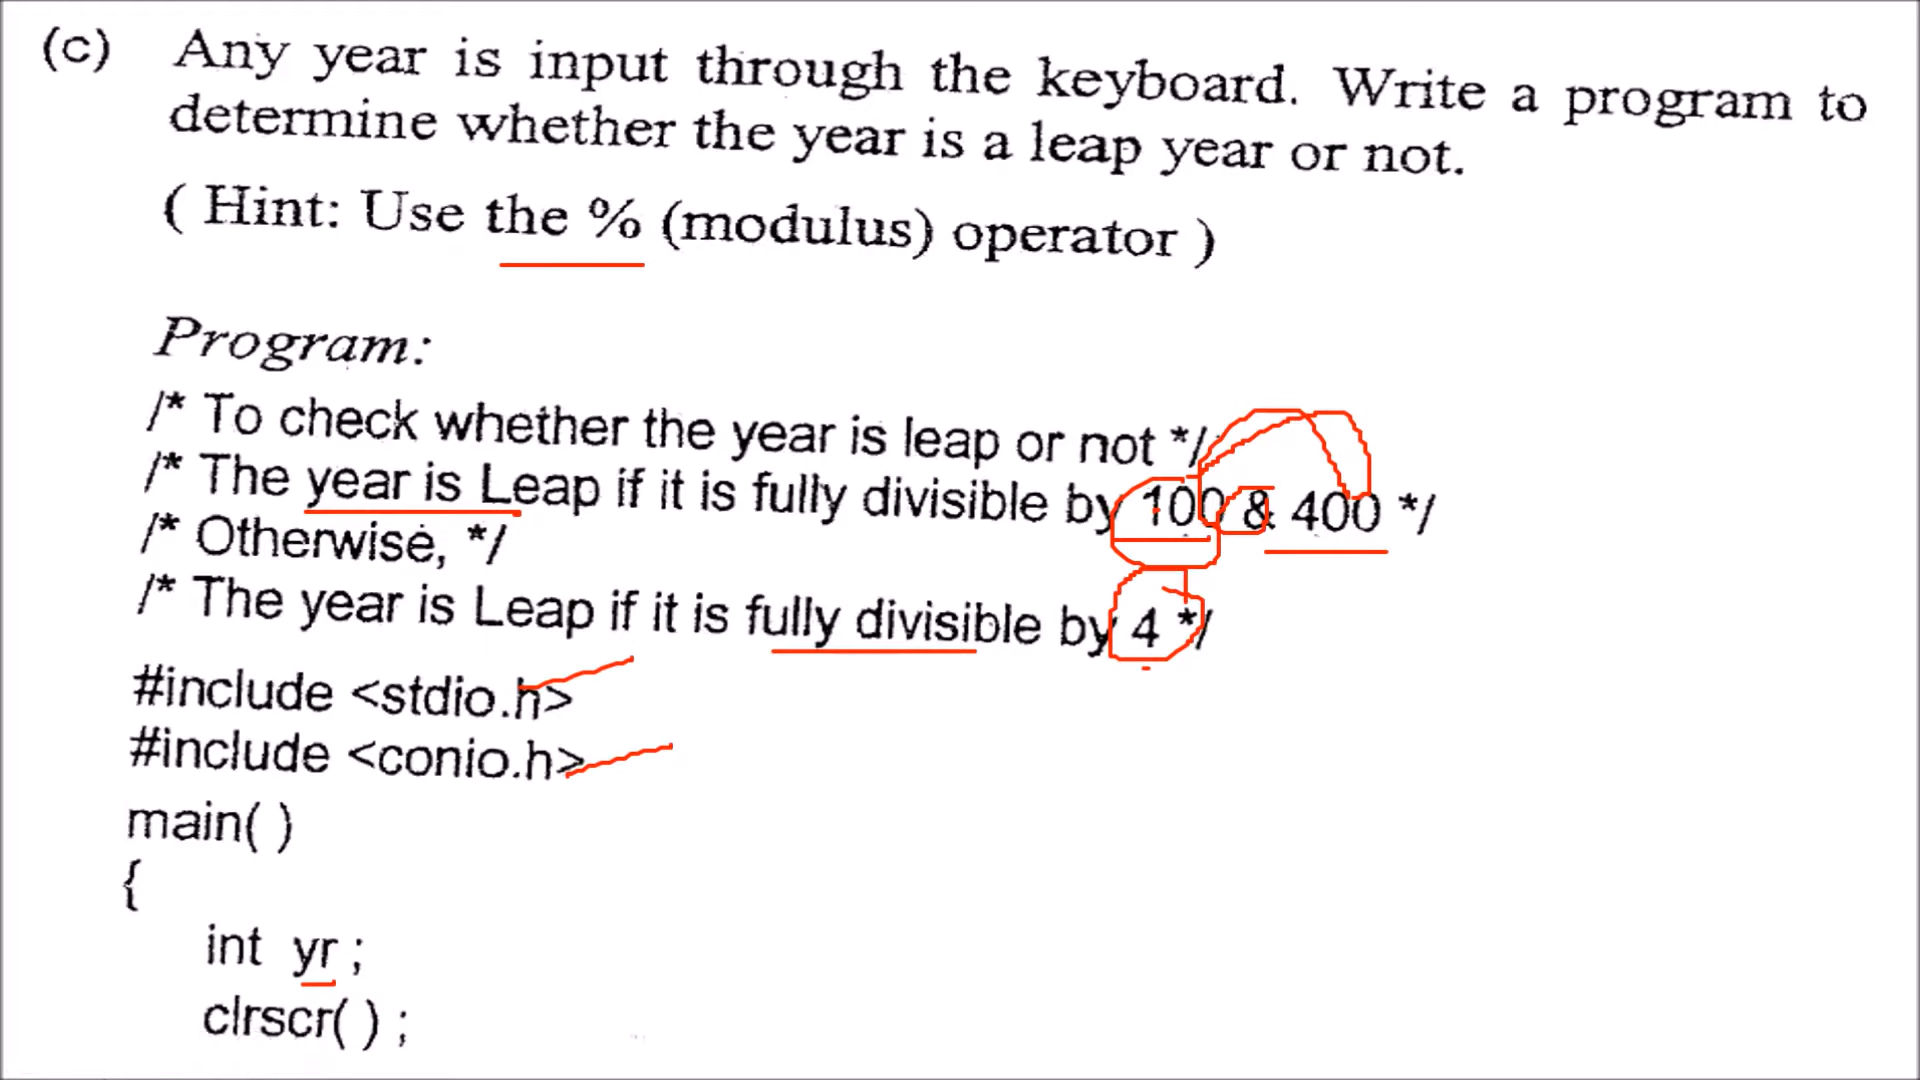 (c) Any year is input through the keyboard. Write a program to
determine whether the year is a leap year or not.
( Hint: Use the % (modulus) operator )
Program:
/* To check whether the year is leap or not */
/* The year is Leap if it is fully divisible by 100 & 400 */
/* Otherwise, */
/* The year is Leap if it is fully divisible by 4 */
#include <stdio.h>
#include <conio.h>
main( )
{
int yr ;
clrscr( ) ;